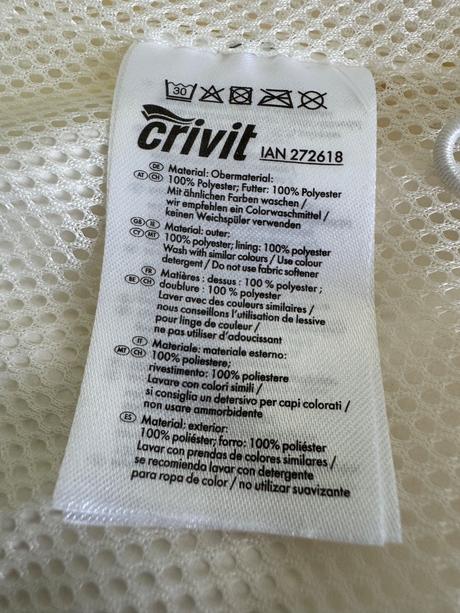 30
crivit IAN 272618
DE Material: Obermaterial:
AT CH 100% Polyester; Futter: 100% Polyester
Mit ähnlichen Farben waschen /
wir empfehlen ein Colorwaschmittel /
keinen Weichspüler verwenden
GB IE Material: outer:
CY MT 100% polyester; lining: 100% polyester
Wash with similar colours / Use colour
detergent / Do not use fabric softener
FR Matières : dessus : 100 % polyester ;
BE CH doublure : 100 % polyester
Laver avec des couleurs similaires /
nous conseillons l'utilisation de lessive
pour linge de couleur /
ne pas utiliser d'adoucissant
IT Materiale: materiale esterno:
MT CH 100% poliestere;
rivestimento: 100% poliestere
Lavare con colori simili /
si consiglia un detersivo per capi colorati /
non usare ammorbidente
ES Material: exterior:
100% poliéster; forro: 100% poliéster
Lavar con prendas de colores similares /
se recomienda lavar con detergente
para ropa de color / no utilizar suavizante